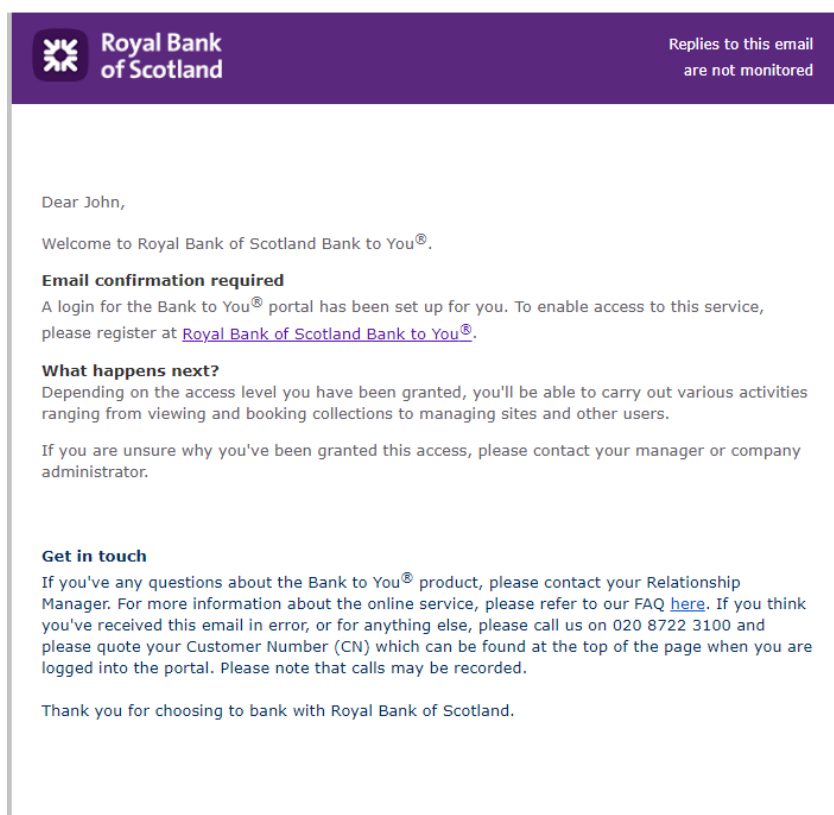 Royal Bank
of Scotland
Replies to this email
are not monitored
Dear John,
Welcome to Royal Bank of Scotland Bank to You®.
Email confirmation required
A login for the Bank to You® portal has been set up for you. To enable access to this service,
please register at Royal Bank of Scotland Bank to You®.
What happens next?
Depending on the access level you have been granted, you'll be able to carry out various activities
ranging from viewing and booking collections to managing sites and other users.
If you are unsure why you've been granted this access, please contact your manager or company
administrator.
Get in touch
If you've any questions about the Bank to You® product, please contact your Relationship
Manager. For more information about the online service, please refer to our FAQ here. If you think
you've received this email in error, or for anything else, please call us on 020 8722 3100 and
please quote your Customer Number (CN) which can be found at the top of the page when you are
logged into the portal. Please note that calls may be recorded.
Thank you for choosing to bank with Royal Bank of Scotland.